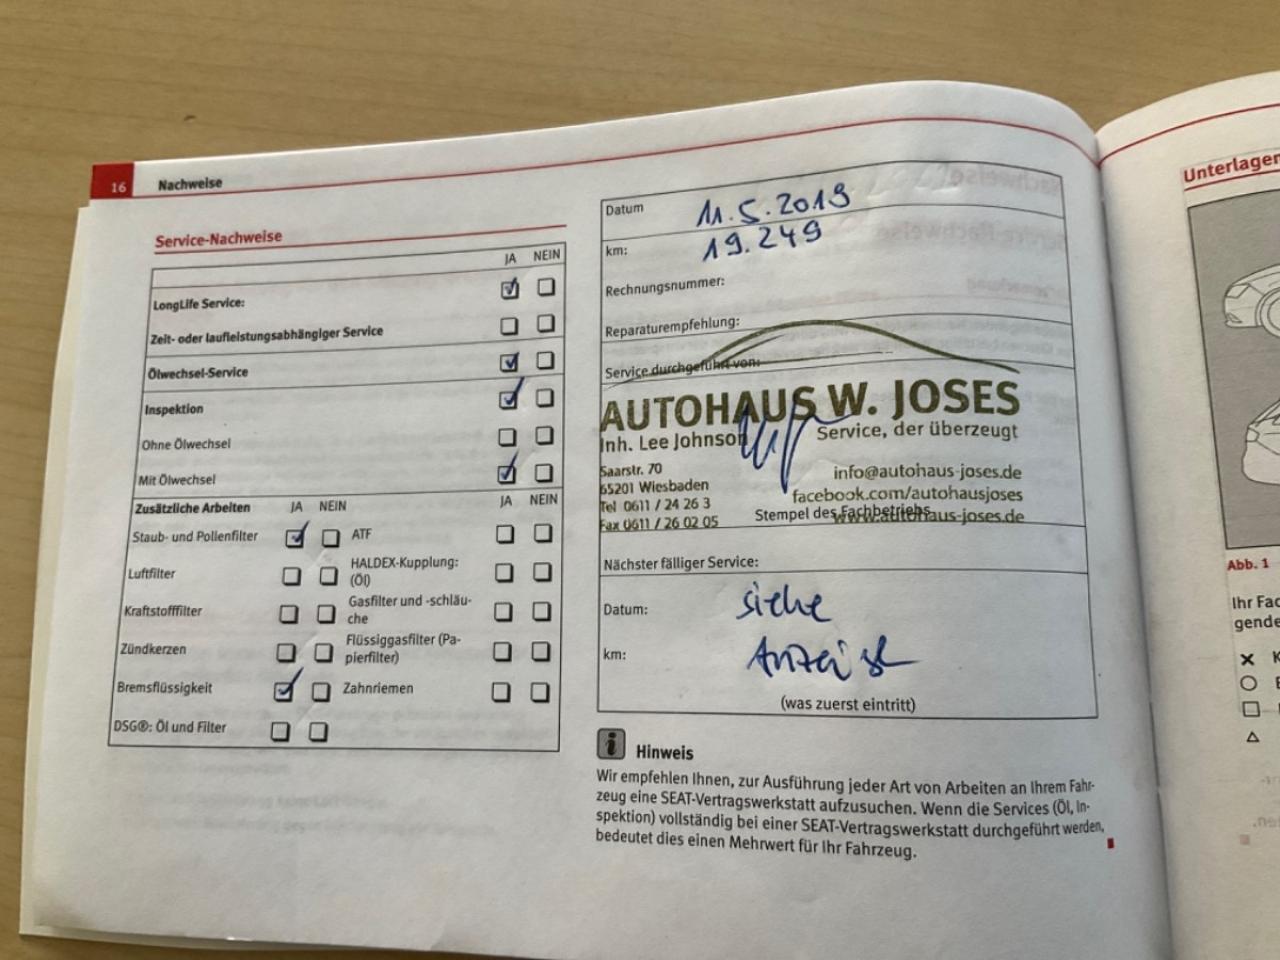 16 Nachweise
Service-Nachweise
JA NEIN
LongLife Service:
Zeit- oder laufleistungsabhängiger Service
Ölwechsel-Service
Inspektion
Ohne Ölwechsel
Mit Ölwechsel
Zusätzliche Arbeiten JA NEIN JA NEIN
Staub- und Pollenfilter ATF
Luftfilter HALDEX-Kupplung:
(Öl)
Kraftstofffilter Gasfilter und -schläu-
che
Zündkerzen Flüssiggasfilter (Pa-
pierfilter)
Bremsflüssigkeit Zahnriemen
DSG®: Öl und Filter
Datum 11.5.2019
km: 19.249
Rechnungsnummer:
Reparaturempfehlung:
Service durchgeführt von:
AUTOHAUS W. JOSES
Inh. Lee Johnson Service, der überzeugt
Saarstr. 70
65201 Wiesbaden
Tel 0611 / 24 26 3
Fax 0611 / 26 02 05
info@autohaus-joses.de
facebook.com/autohausjoses
www.autohaus-joses.de
Stempel des Fachbetriebs
Nächster fälliger Service:
Datum: siehe
km: Anzeige
(was zuerst eintritt)
Hinweis
Wir empfehlen Ihnen, zur Ausführung jeder Art von Arbeiten an Ihrem Fahr-
zeug eine SEAT-Vertragswerkstatt aufzusuchen. Wenn die Services (Öl, In-
spektion) vollständig bei einer SEAT-Vertragswerkstatt durchgeführt werden,
bedeutet dies einen Mehrwert für Ihr Fahrzeug.
Unterlagen
Abb. 1
Ihr Fac
gende